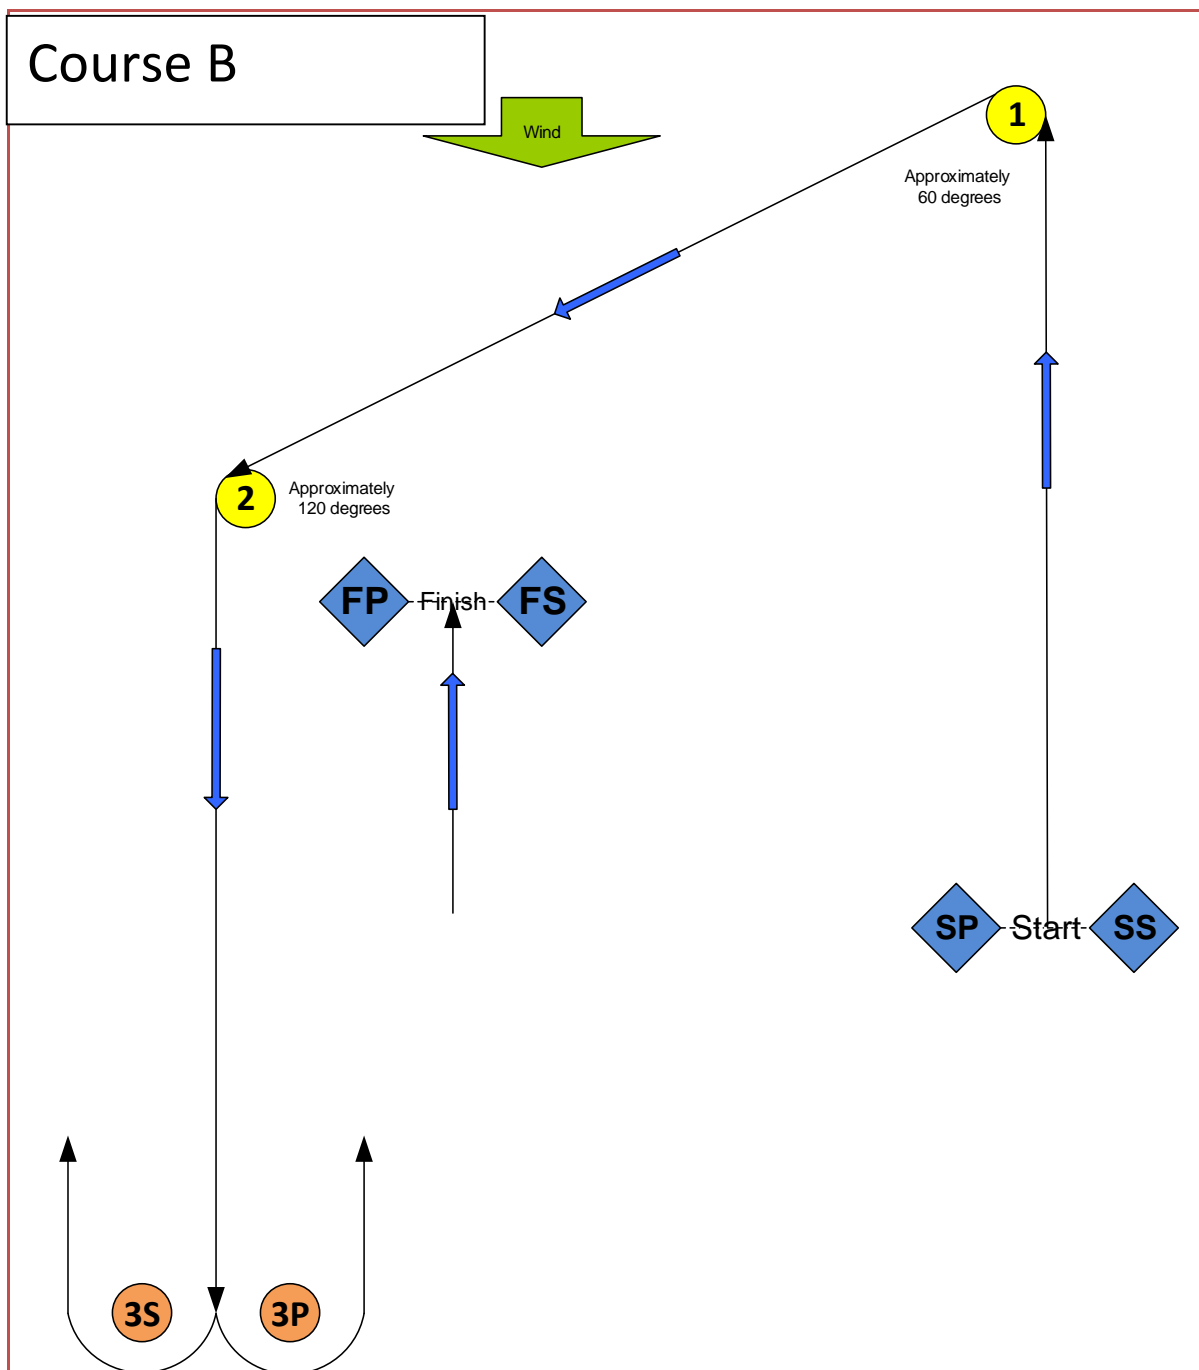 Course B
Wind
1
Approximately
60 degrees
2
Approximately
120 degrees
FP
Finish
FS
SP
Start
SS
3S
3P